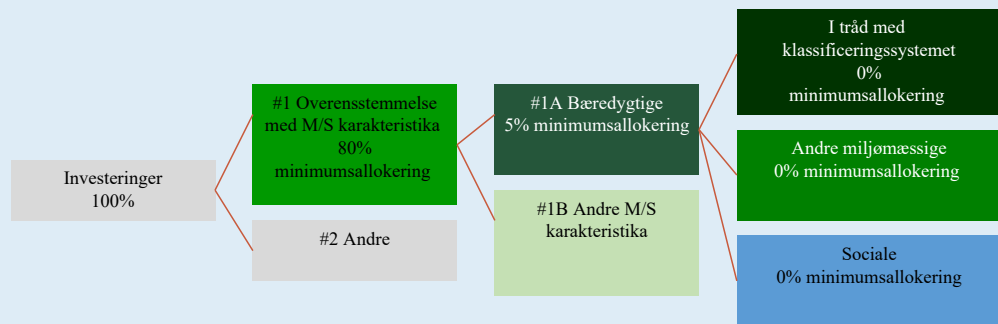 Investeringer
100%
#1 Overensstemmelse
med M/S karakteristika
80%
minimumsallokering
#2 Andre
#1A Bæredygtige
5% minimumsallokering
#1B Andre M/S
karakteristika
I tråd med
klassificeringssystemet
0%
minimumsallokering
Andre miljømæssige
0% minimumsallokering
Sociale
0% minimumsallokering